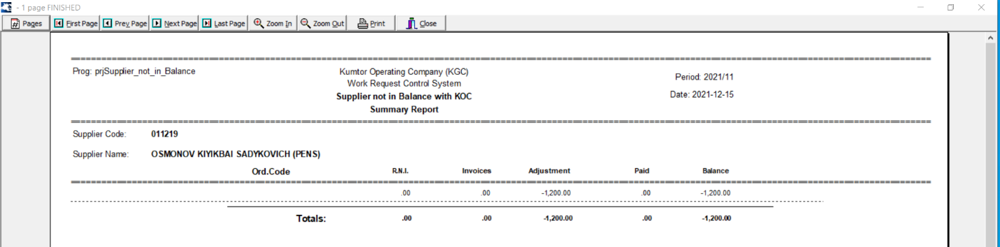 - 1 page FINISHED
Pages First Page Prev Page Next Page Last Page Zoom In Zoom Out Print Close
Prog: prjSupplier_not_in_Balance
Kumtor Operating Company (KGC)
Work Request Control System
Supplier not in Balance with KOC
Summary Report
Period: 2021/11
Date: 2021-12-15
Supplier Code: 011219
Supplier Name: OSMONOV KIYIKBAI SADYKOVICH (PENS)
Ord.Code R.N.I. Invoices Adjustment Paid Balance
.00 .00 -1,200.00 .00 -1,200.00
Totals: .00 .00 -1,200.00 .00 -1,200.00